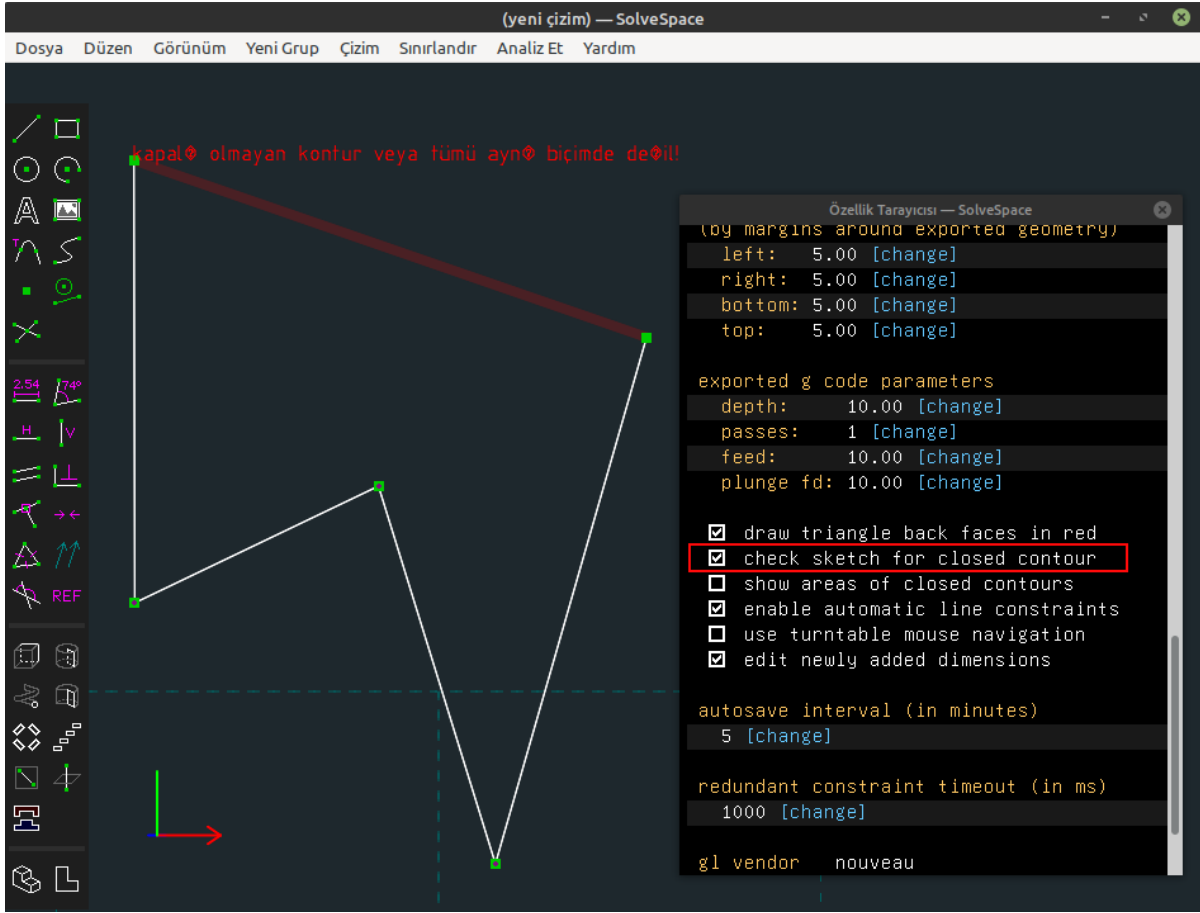 (yeni çizim) — SolveSpace
Dosya Düzen Görünüm Yeni Grup Çizim Sınırlandır Analiz Et Yardım
kapal� olmayan kontur veya tümü ayn� biçimde de�il!
A
T
2.54 74°
H V
REF
Özellik Tarayıcısı — SolveSpace
(by margins around exported geometry)
left: 5.00 [change]
right: 5.00 [change]
bottom: 5.00 [change]
top: 5.00 [change]
exported g code parameters
depth: 10.00 [change]
passes: 1 [change]
feed: 10.00 [change]
plunge fd: 10.00 [change]
draw triangle back faces in red
check sketch for closed contour
show areas of closed contours
enable automatic line constraints
use turntable mouse navigation
edit newly added dimensions
autosave interval (in minutes)
5 [change]
redundant constraint timeout (in ms)
1000 [change]
gl vendor nouveau